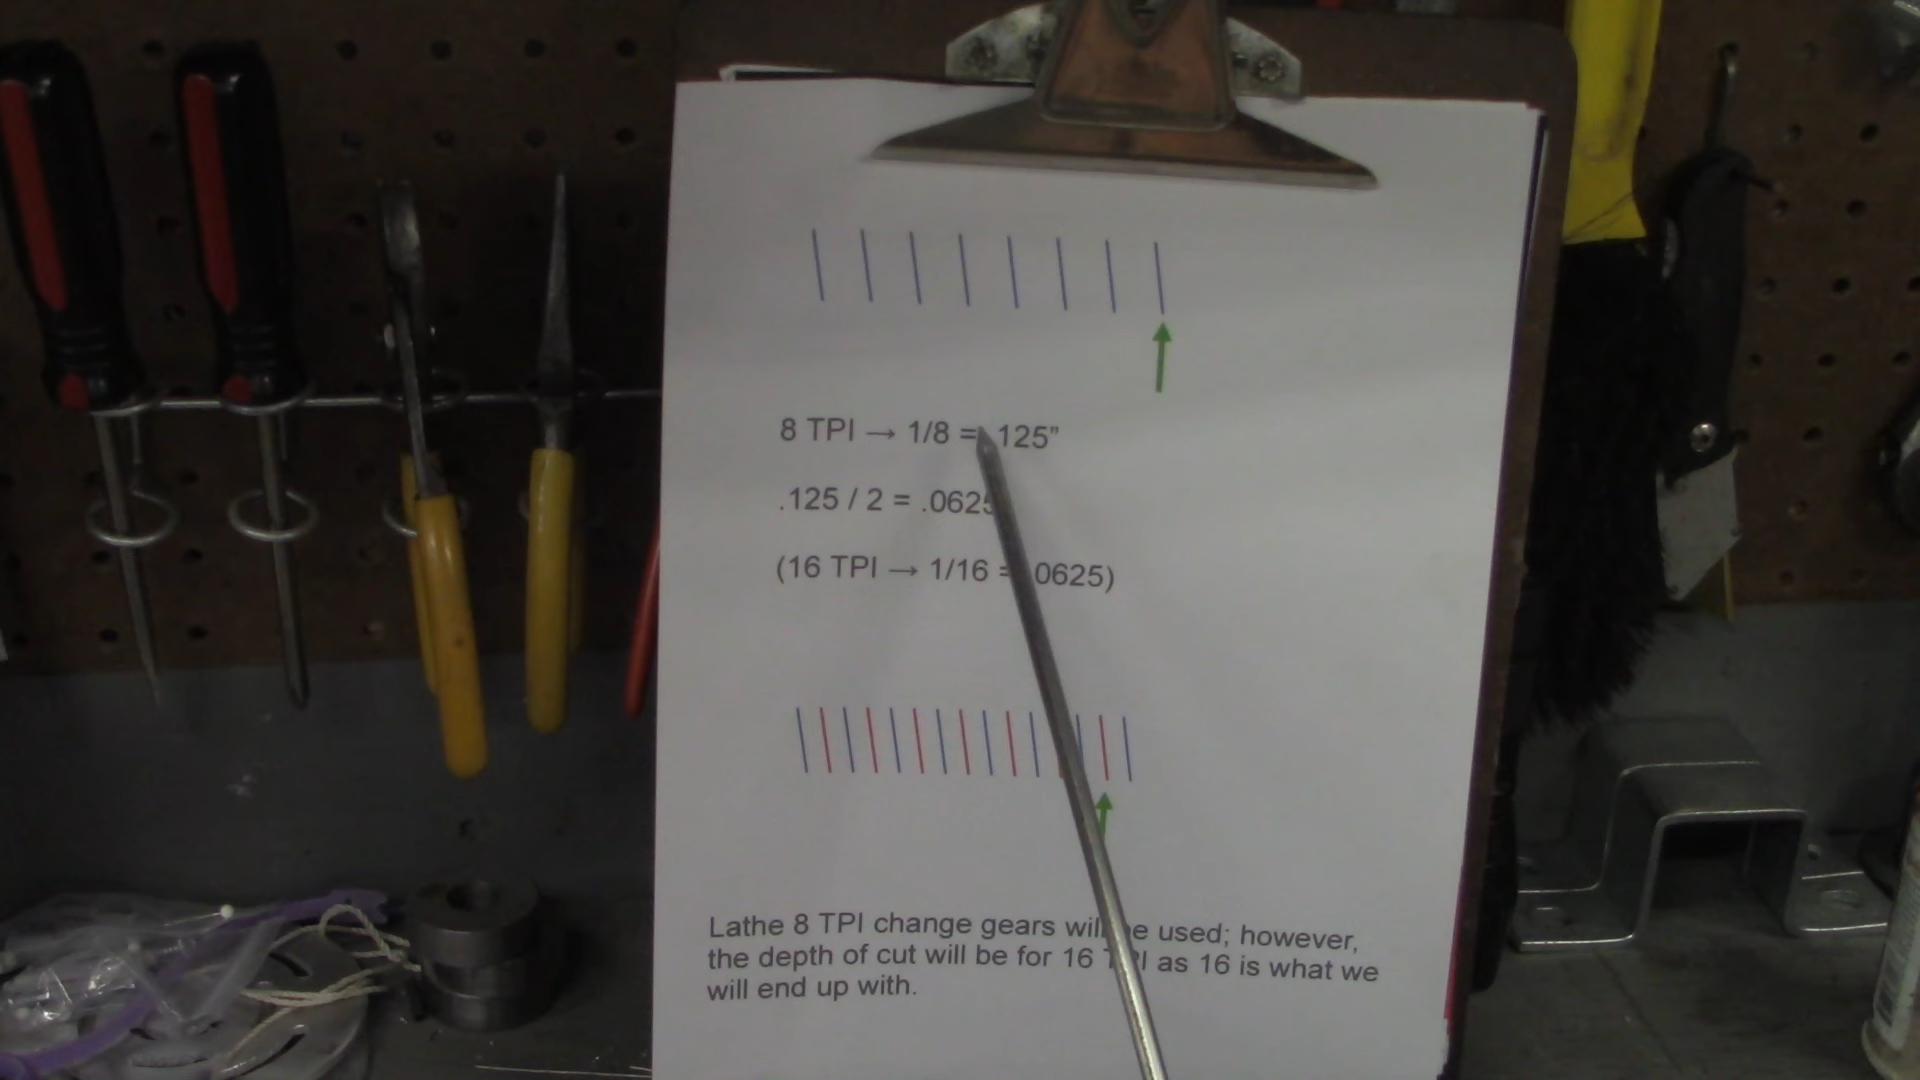 8 TPI → 1/8 = .125”
.125 / 2 = .0625
(16 TPI → 1/16 = .0625)
Lathe 8 TPI change gears will be used; however,
the depth of cut will be for 16 TPI as 16 is what we
will end up with.